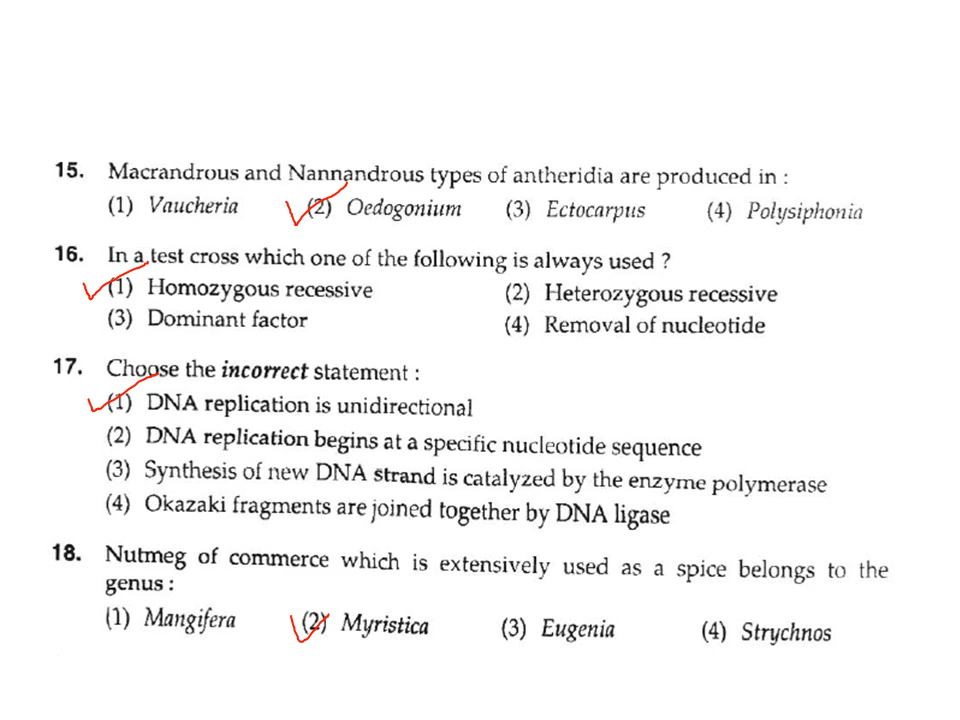 15. Macrandrous and Nannandrous types of antheridia are produced in :
(1) Vaucheria (2) Oedogonium (3) Ectocarpus (4) Polysiphonia
16. In a test cross which one of the following is always used ?
(1) Homozygous recessive (2) Heterozygous recessive
(3) Dominant factor (4) Removal of nucleotide
17. Choose the incorrect statement :
(1) DNA replication is unidirectional
(2) DNA replication begins at a specific nucleotide sequence
(3) Synthesis of new DNA strand is catalyzed by the enzyme polymerase
(4) Okazaki fragments are joined together by DNA ligase
18. Nutmeg of commerce which is extensively used as a spice belongs to the
genus :
(1) Mangifera (2) Myristica (3) Eugenia (4) Strychnos